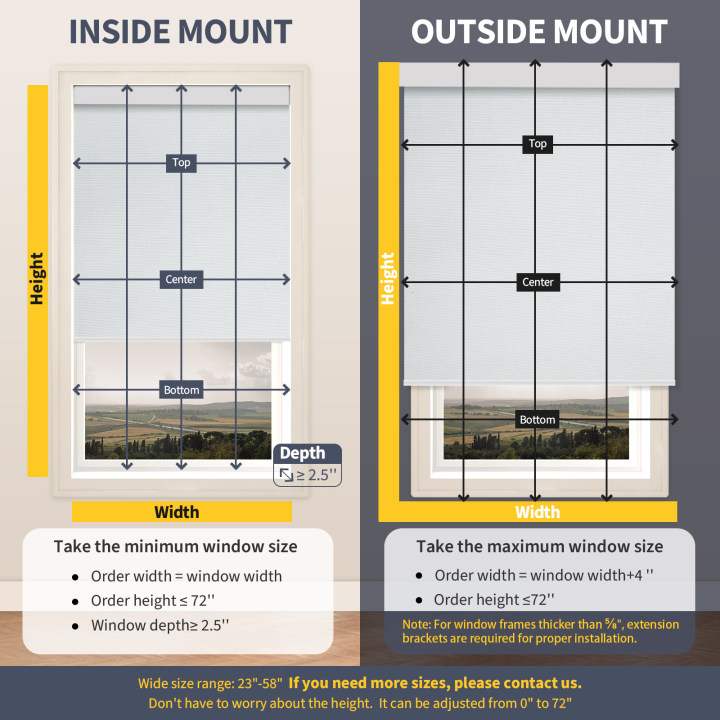 INSIDE MOUNT
Top
Center
Bottom
Height
Depth
≥ 2.5''
Width
Take the minimum window size
• Order width = window width
• Order height ≤ 72''
• Window depth≥ 2.5''
OUTSIDE MOUNT
Top
Center
Bottom
Height
Width
Take the maximum window size
• Order width = window width+4 ''
• Order height ≤72''
Note: For window frames thicker than ⅝", extension
brackets are required for proper installation.
Wide size range: 23"-58" If you need more sizes, please contact us.
Don't have to worry about the height. It can be adjusted from 0" to 72"